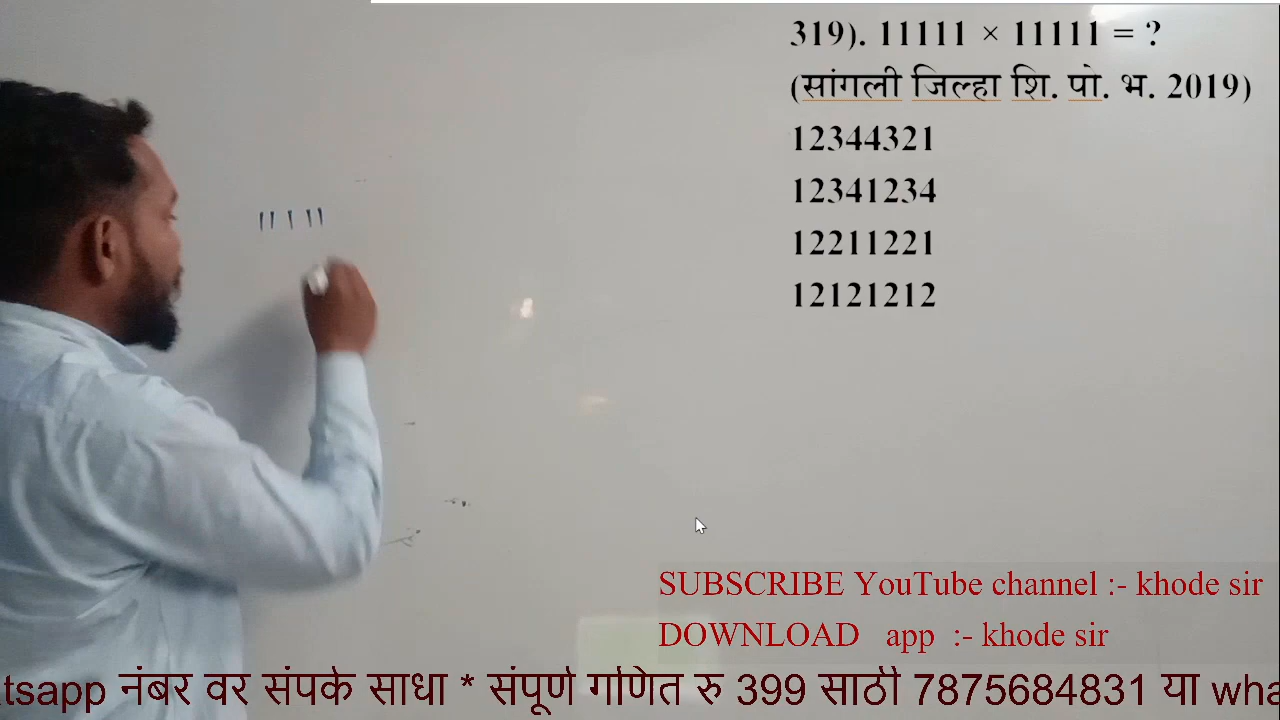 319). 11111 × 11111 = ?
(सांगली जिल्हा शि. पो. भ. 2019)
12344321
12341234
12211221
12121212
11111
SUBSCRIBE YouTube channel :- khode sir
DOWNLOAD app :- khode sir
tsapp नंबर वर संपर्क साधा * संपूर्ण गणित रु 399 साठी 7875684831 या wha